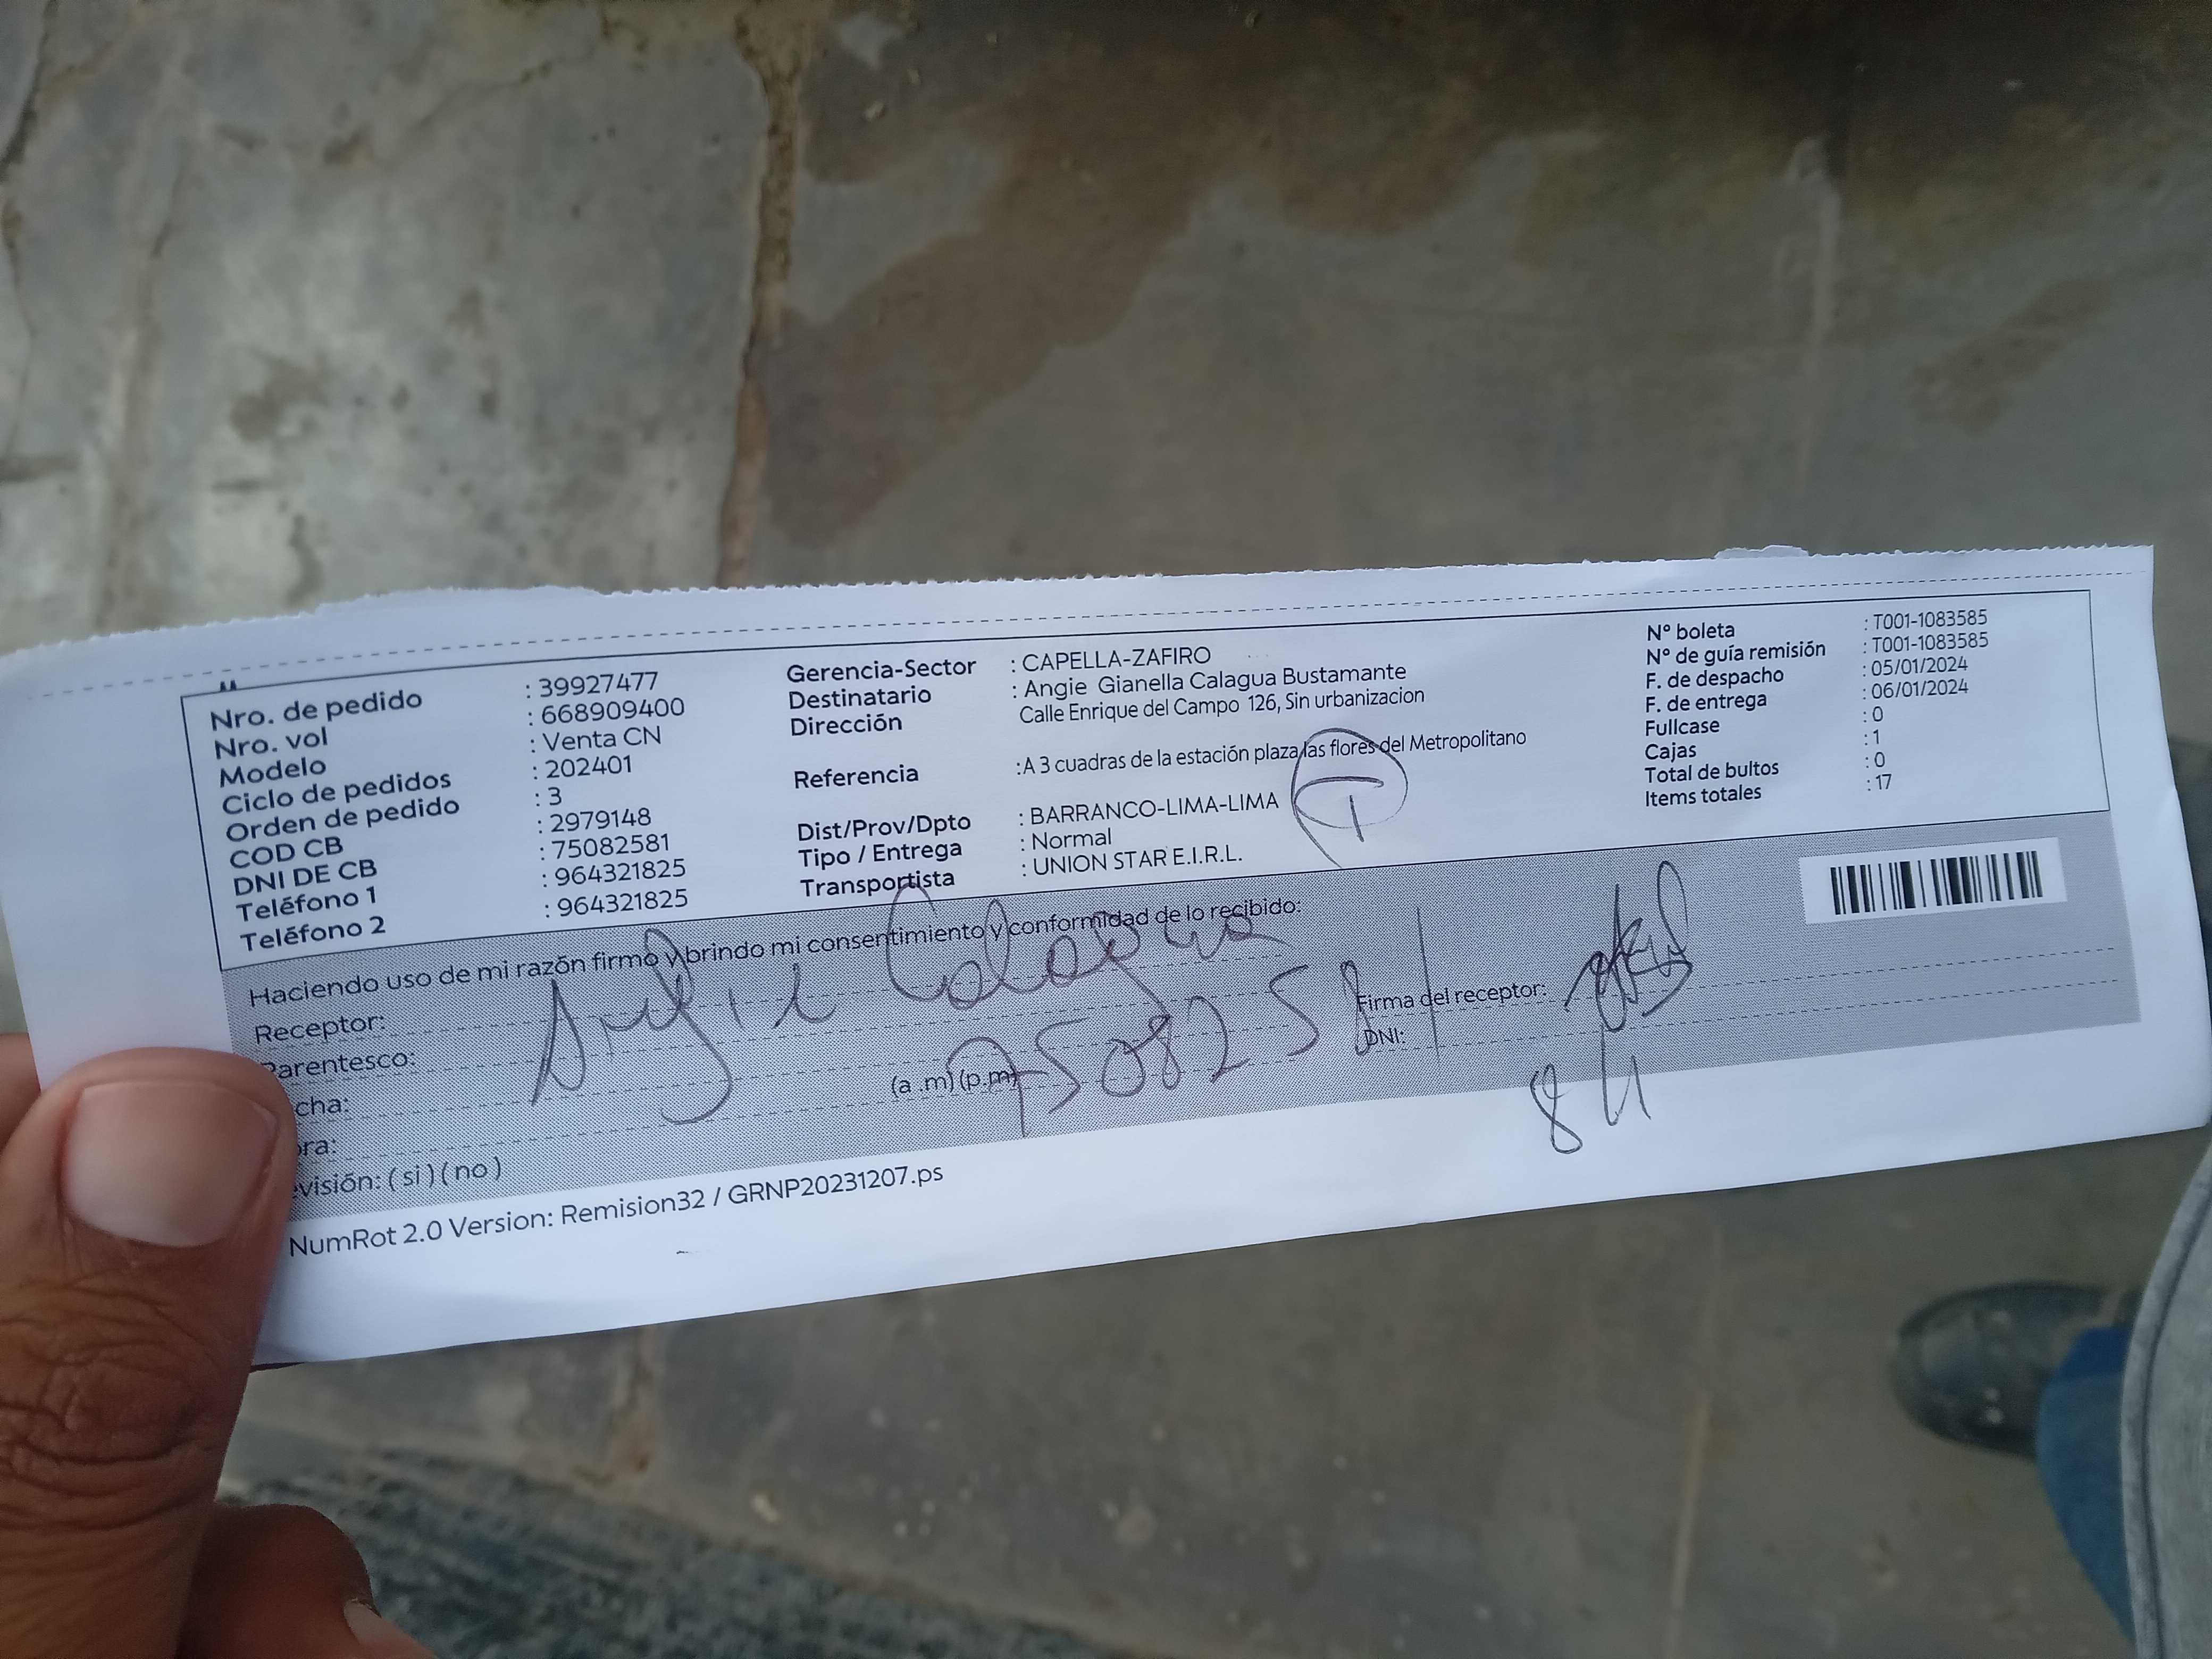 Nro. de pedido : 39927477
Nro. vol : 668909400
Modelo : Venta CN
Ciclo de pedidos : 202401
Orden de pedido : 3
COD CB : 2979148
DNI DE CB : 75082581
Teléfono 1 : 964321825
Teléfono 2 : 964321825
Gerencia-Sector : CAPELLA-ZAFIRO
Destinatario : Angie Gianella Calagua Bustamante
Dirección Calle Enrique del Campo 126, Sin urbanizacion
Referencia :A 3 cuadras de la estación plaza las flores del Metropolitano
Dist/Prov/Dpto : BARRANCO-LIMA-LIMA
Tipo / Entrega : Normal
Transportista : UNION STAR E.I.R.L.
T
N° boleta : T001-1083585
N° de guía remisión : T001-1083585
F. de despacho : 05/01/2024
F. de entrega : 06/01/2024
Fullcase : 0
Cajas : 1
Total de bultos : 0
Items totales : 17
Haciendo uso de mi razón firmo y brindo mi consentimiento y conformidad de lo recibido:
Receptor: Angie Calagua
Parentesco:
cha:
ora: (a .m) (p.m)
evisión: ( si ) ( no )
75082581
Firma del receptor:
DNI:
NumRot 2.0 Version: Remision32 / GRNP20231207.ps